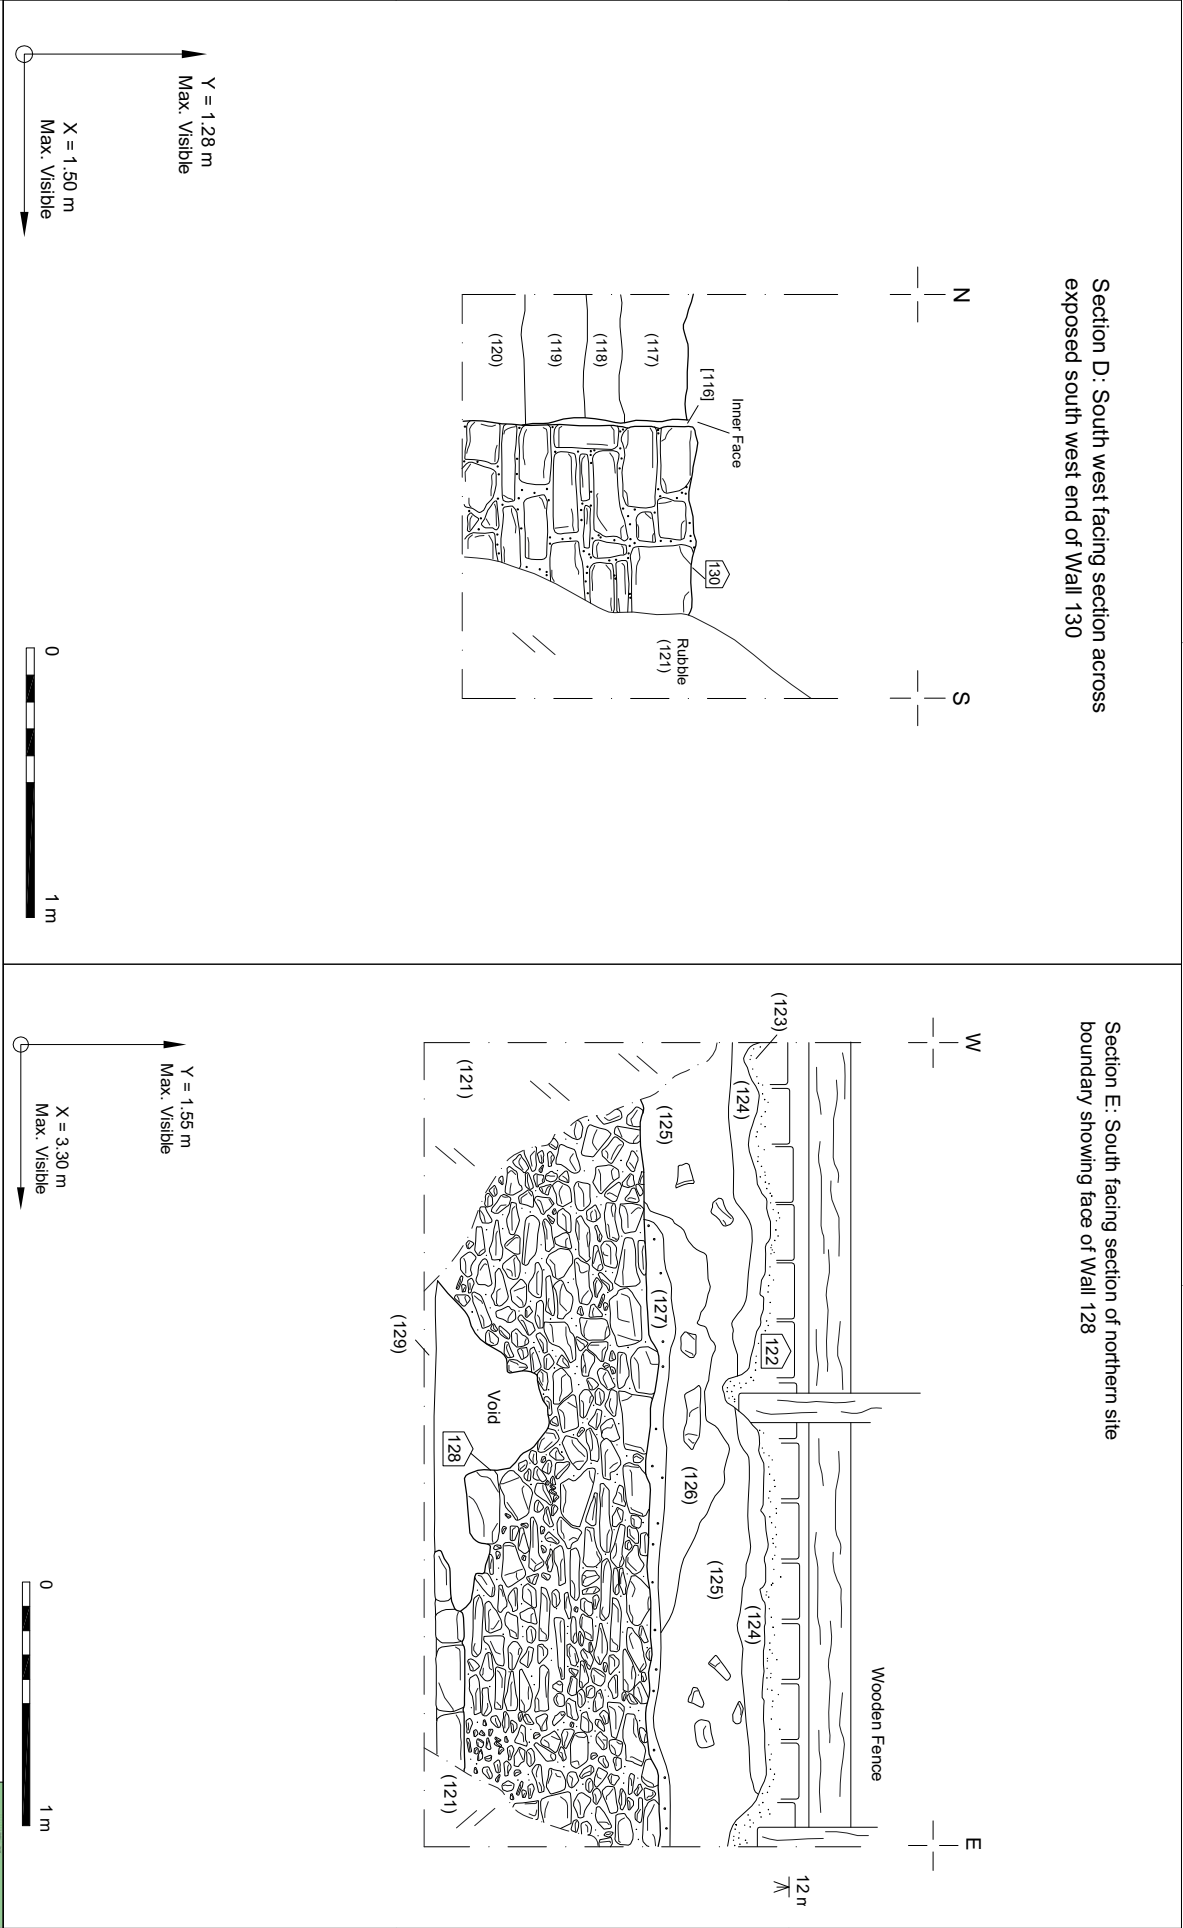 Section D: South west facing section across
exposed south west end of Wall 130
N
S
Inner Face
[116]
(117)
(118)
(119)
(120)
130
Rubble
(121)
Y = 1.28 m
Max. Visible
X = 1.50 m
Max. Visible
0
1 m
Section E: South facing section of northern site
boundary showing face of Wall 128
W
E
Wooden Fence
12 m
(123)
122
(124)
(124)
(125)
(125)
(126)
(127)
(121)
Void
128
(129)
(121)
Y = 1.55 m
Max. Visible
X = 3.30 m
Max. Visible
0
1 m